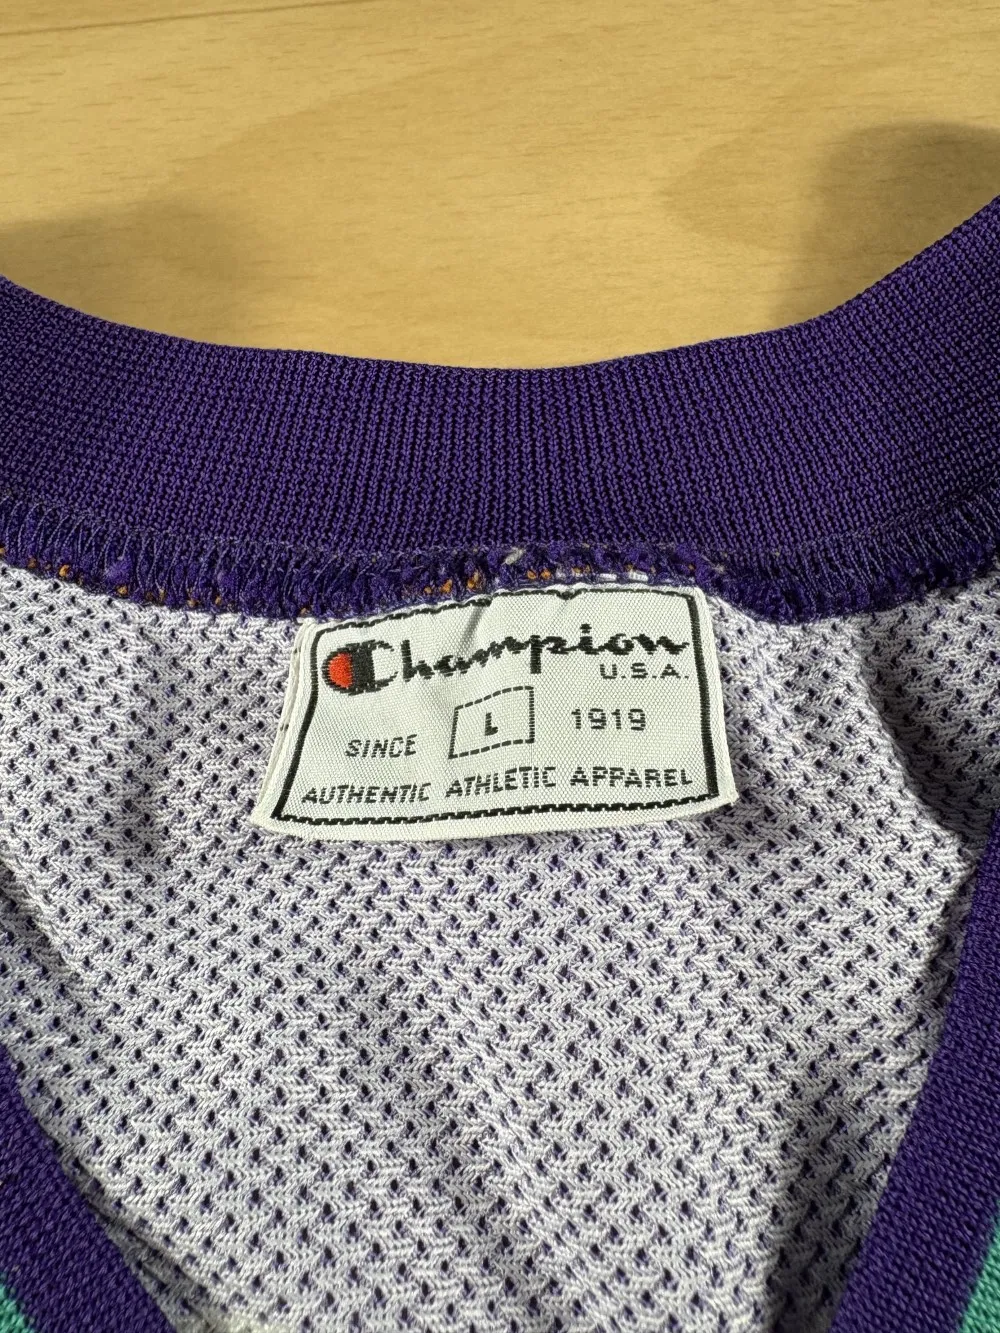 Champion
U.S.A.
SINCE L 1919
AUTHENTIC ATHLETIC APPAREL